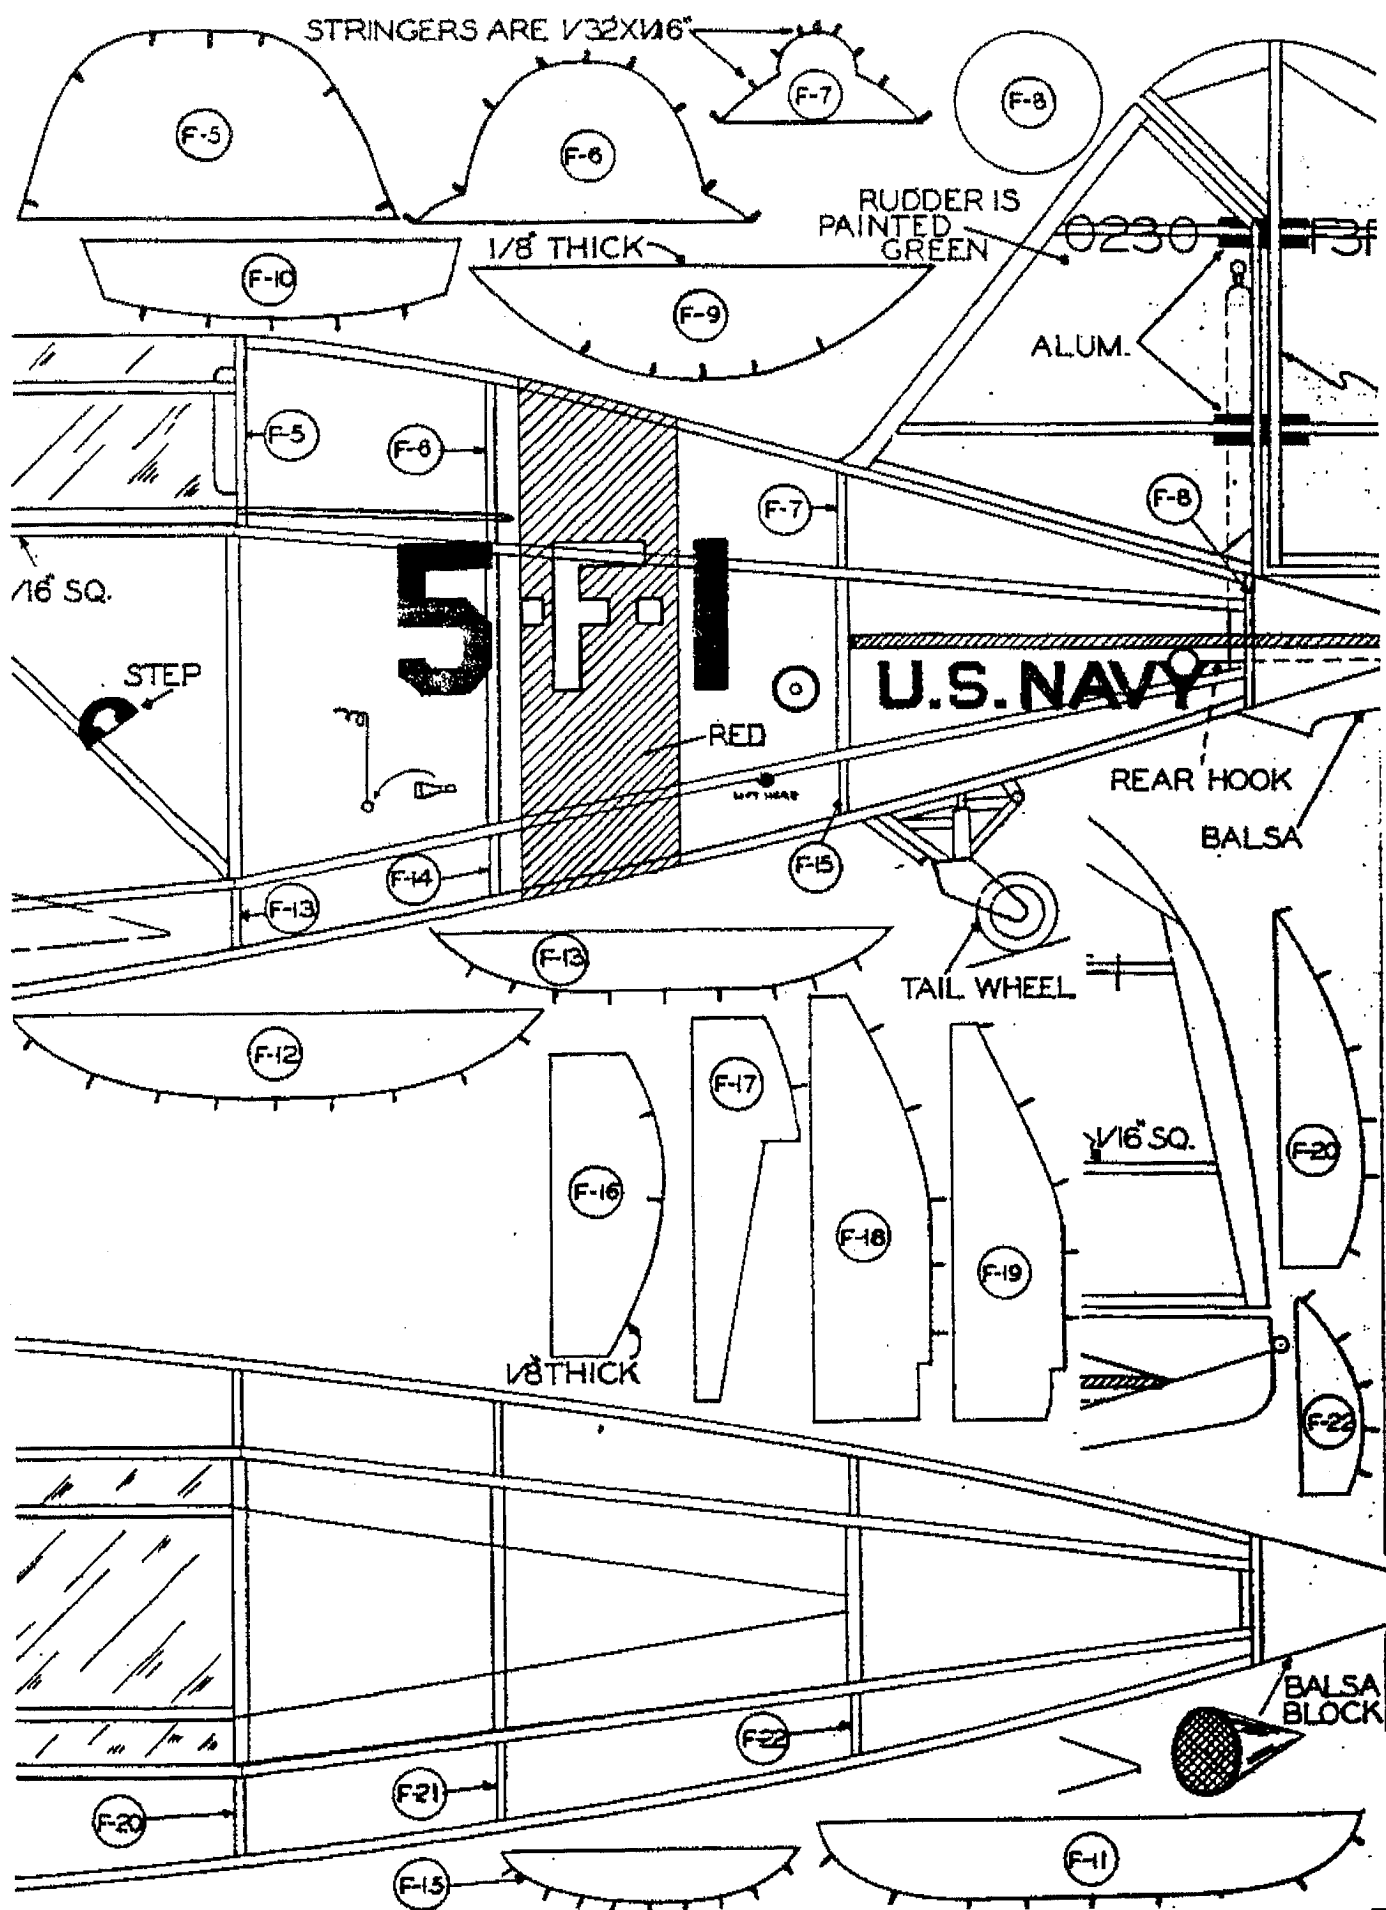 STRINGERS ARE 1/32X1/16"
F-5
F-6
F-7
F-8
RUDDER IS
PAINTED
GREEN
0230
F3F
1/8" THICK
F-10
F-9
ALUM.
F-5
F-6
F-7
F-8
1/16" SQ.
5-F-1
STEP
U.S. NAVY
RED
LIFT HERE
REAR HOOK
BALSA
F-14
F-15
F-13
F-13
TAIL WHEEL
F-12
F-17
F-16
F-18
F-19
1/16" SQ.
F-20
1/8" THICK
F-22
BALSA
BLOCK
F-22
F-21
F-20
F-15
F-11